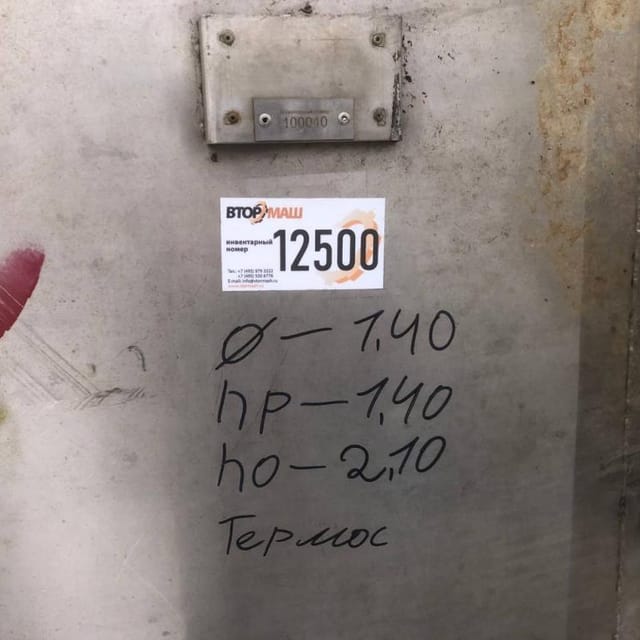 100040
ВТОРМАШ
инвентарный
номер
12500
Ø – 1,40
hр – 1,40
hо – 2,10
Термос